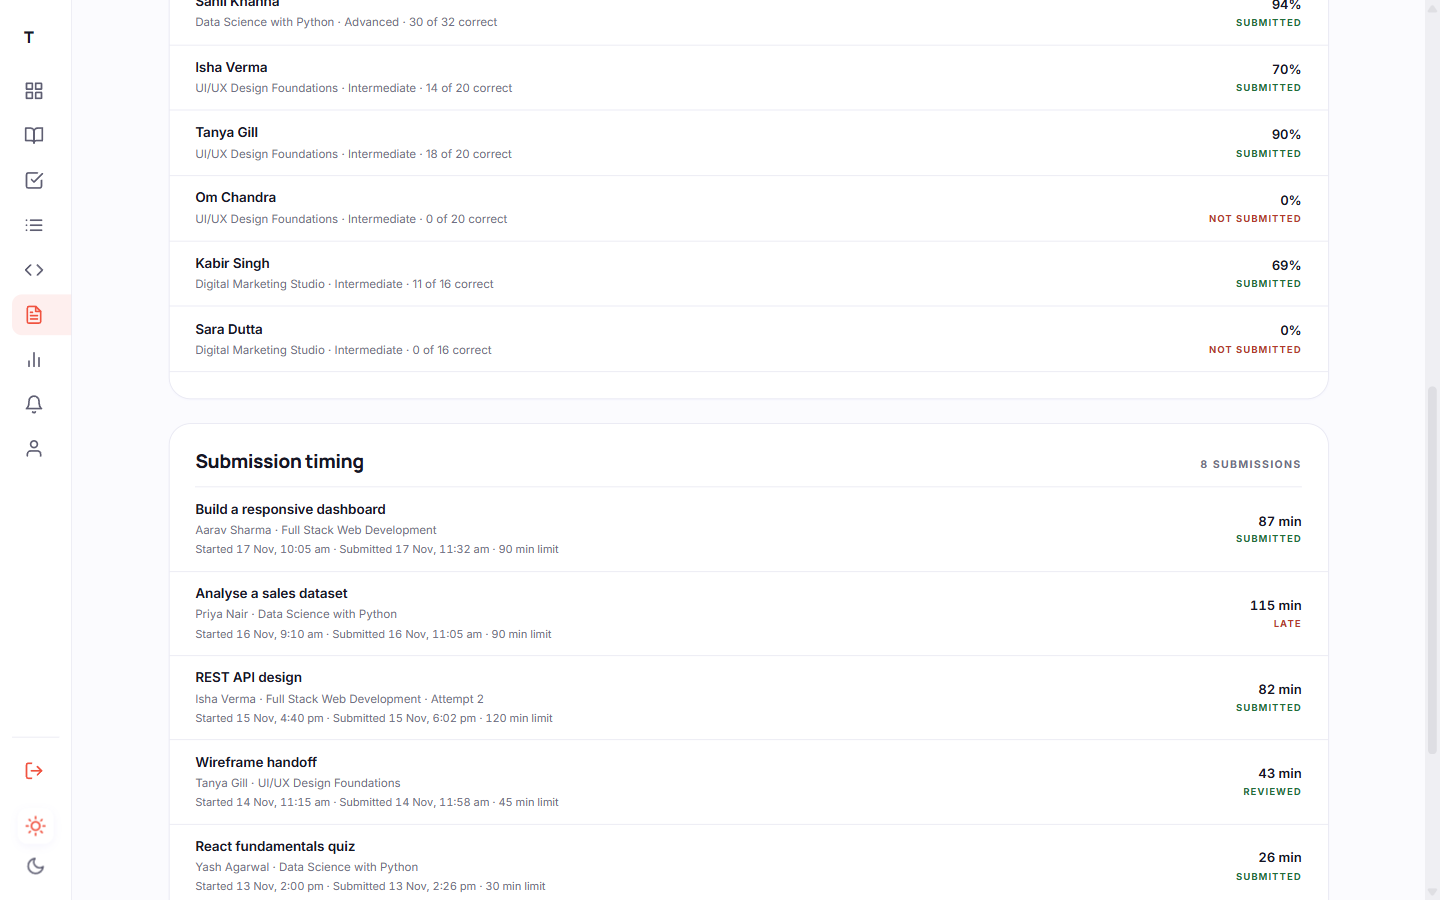 T
Sahil Khanna
94%
Data Science with Python · Advanced · 30 of 32 correct
SUBMITTED
Isha Verma
70%
UI/UX Design Foundations · Intermediate · 14 of 20 correct
SUBMITTED
Tanya Gill
90%
UI/UX Design Foundations · Intermediate · 18 of 20 correct
SUBMITTED
Om Chandra
0%
UI/UX Design Foundations · Intermediate · 0 of 20 correct
NOT SUBMITTED
Kabir Singh
69%
Digital Marketing Studio · Intermediate · 11 of 16 correct
SUBMITTED
Sara Dutta
0%
Digital Marketing Studio · Intermediate · 0 of 16 correct
NOT SUBMITTED
Submission timing
8 SUBMISSIONS
Build a responsive dashboard
Aarav Sharma · Full Stack Web Development
Started 17 Nov, 10:05 am · Submitted 17 Nov, 11:32 am · 90 min limit
87 min
SUBMITTED
Analyse a sales dataset
Priya Nair · Data Science with Python
Started 16 Nov, 9:10 am · Submitted 16 Nov, 11:05 am · 90 min limit
115 min
LATE
REST API design
Isha Verma · Full Stack Web Development · Attempt 2
Started 15 Nov, 4:40 pm · Submitted 15 Nov, 6:02 pm · 120 min limit
82 min
SUBMITTED
Wireframe handoff
Tanya Gill · UI/UX Design Foundations
Started 14 Nov, 11:15 am · Submitted 14 Nov, 11:58 am · 45 min limit
43 min
REVIEWED
React fundamentals quiz
Yash Agarwal · Data Science with Python
Started 13 Nov, 2:00 pm · Submitted 13 Nov, 2:26 pm · 30 min limit
26 min
SUBMITTED